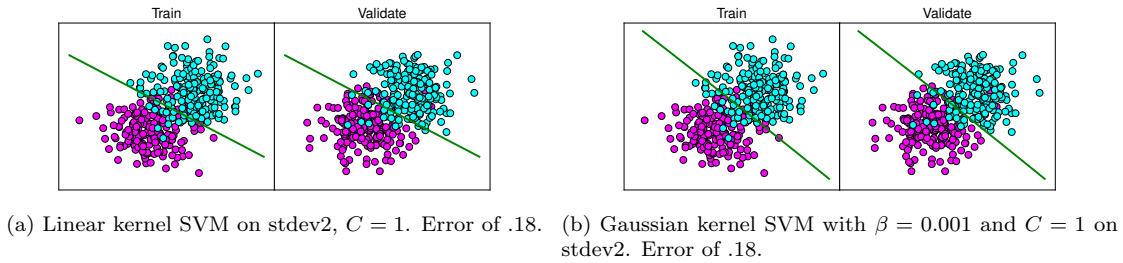 Train
Validate
Train
Validate
(a) Linear kernel SVM on stdev2, C = 1. Error of .18.
(b) Gaussian kernel SVM with β = 0.001 and C = 1 on
stdev2. Error of .18.